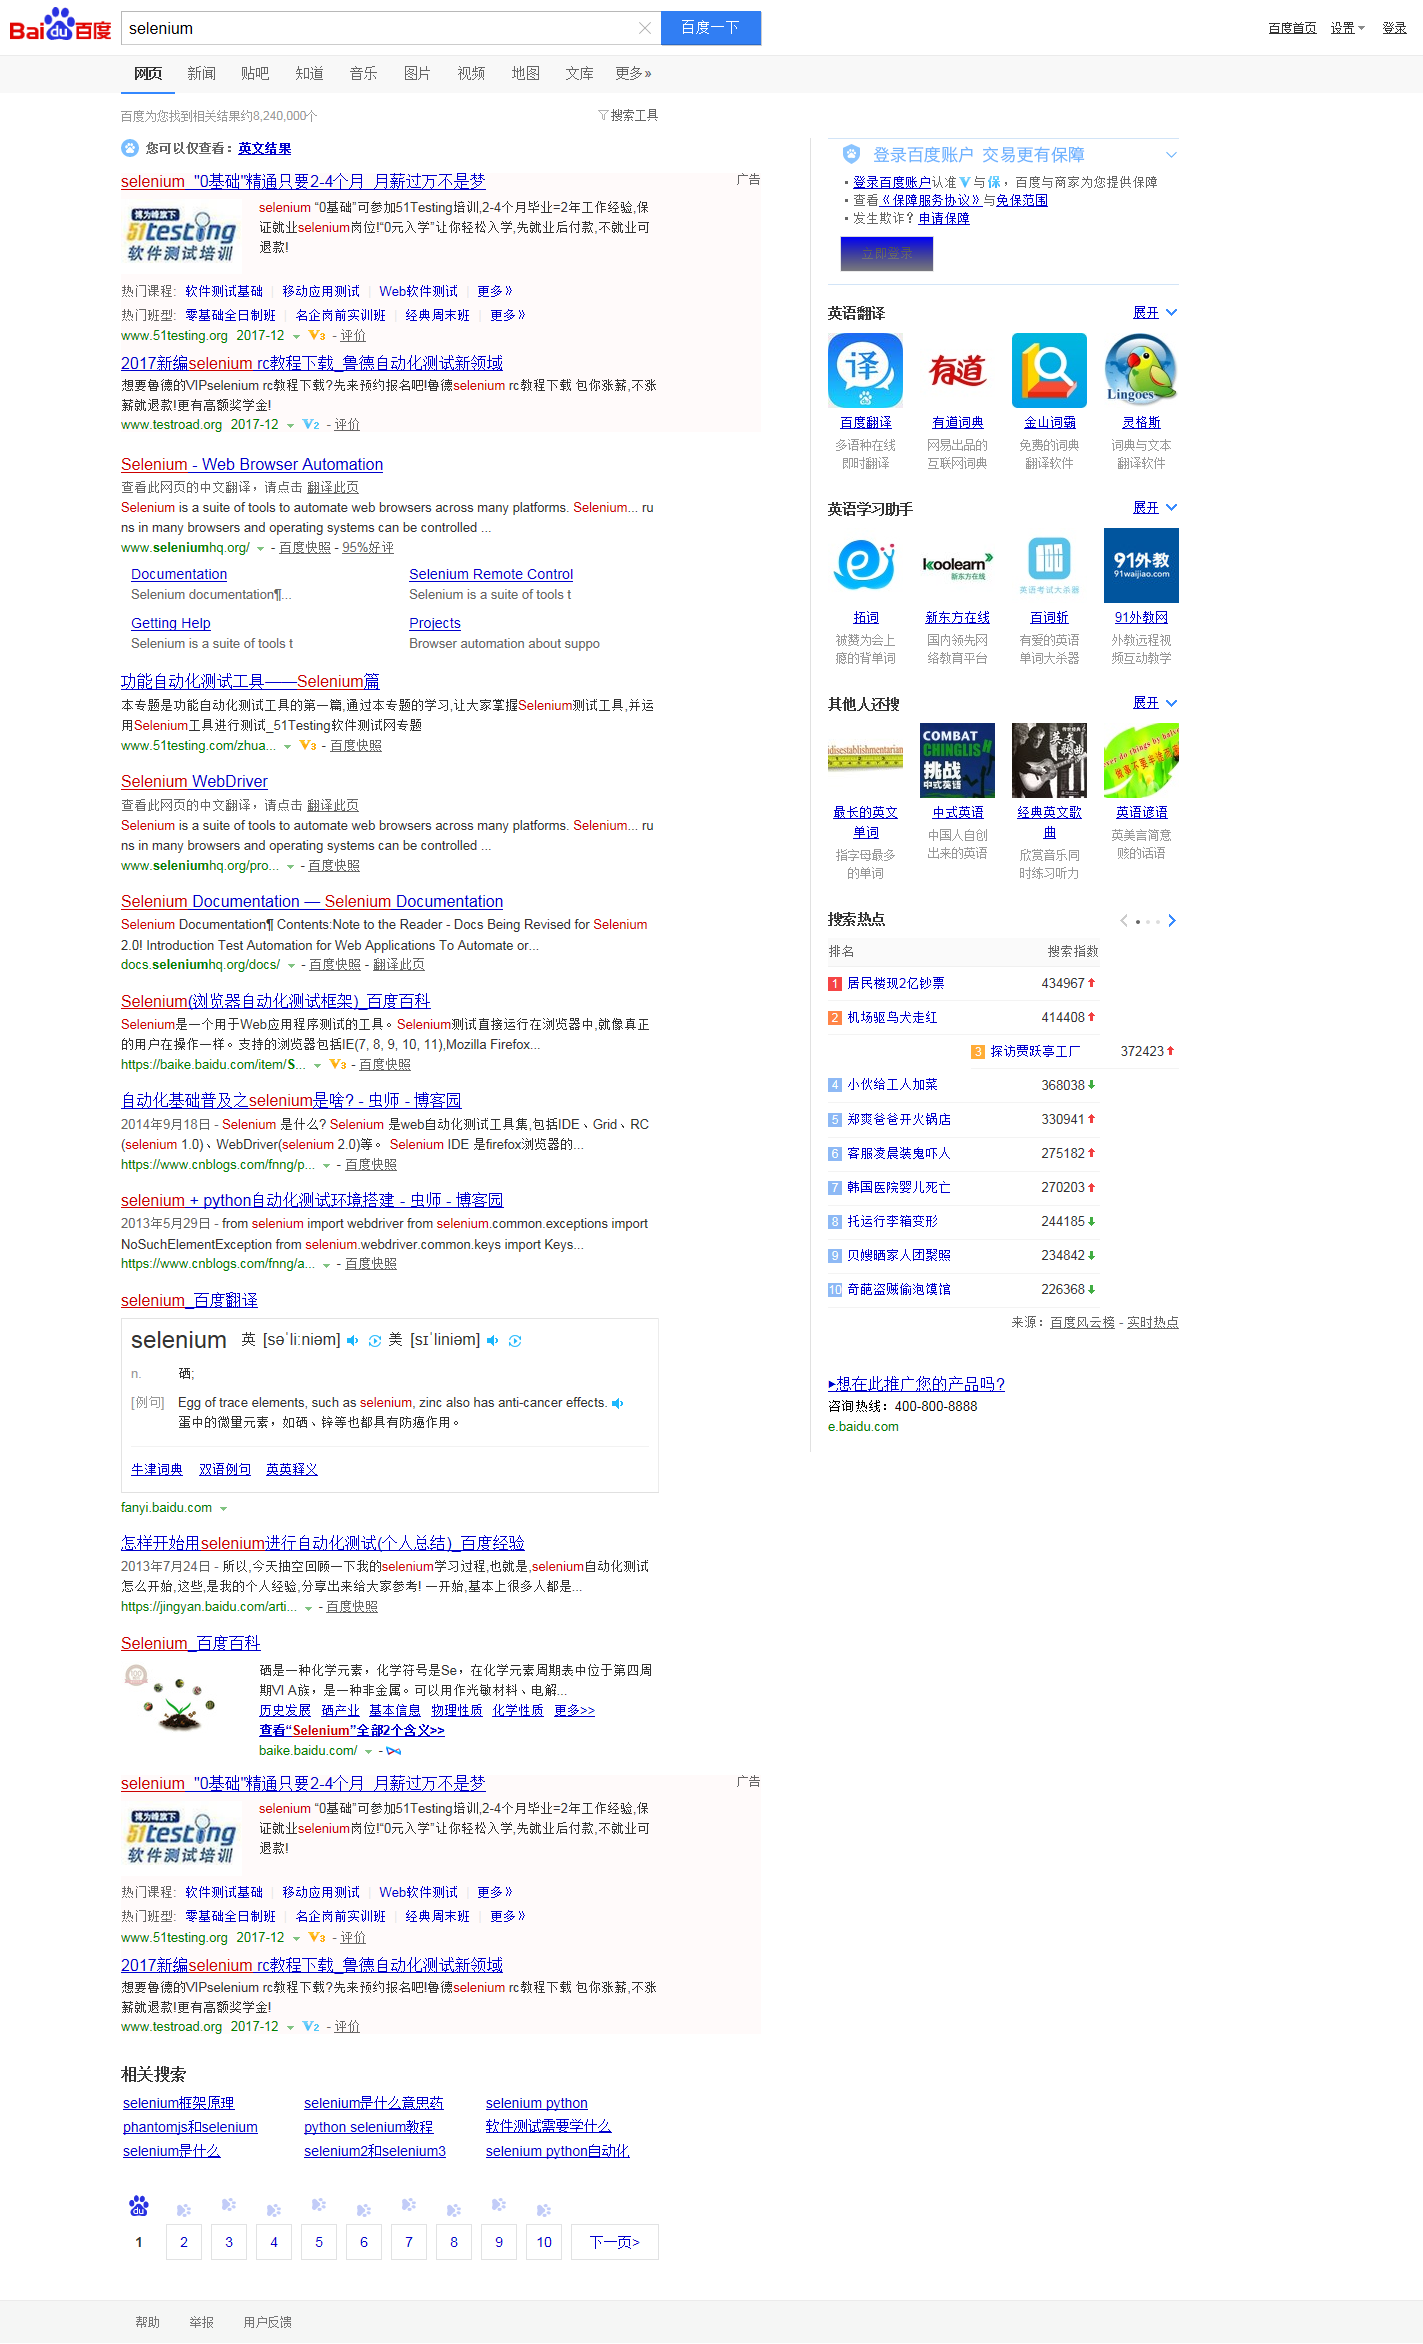 Baidu百度
selenium
百度一下
百度首页 设置 登录
网页 新闻 贴吧 知道 音乐 图片 视频 地图 文库 更多»
百度为您找到相关结果约8,240,000个
搜索工具
您可以仅查看：英文结果
selenium "0基础"精通只要2-4个月 月薪过万不是梦
广告
博为峰旗下
51testing
软件测试培训
selenium “0基础”可参加51Testing培训,2-4个月毕业=2年工作经验,保
证就业selenium岗位!“0元入学”让你轻松入学,先就业后付款,不就业可
退款!
热门课程: 软件测试基础 | 移动应用测试 | Web软件测试 | 更多》
热门班型: 零基础全日制班 | 名企岗前实训班 | 经典周末班 | 更多》
www.51testing.org 2017-12 V3 - 评价
2017新编selenium rc教程下载_鲁德自动化测试新领域
想要鲁德的VIPselenium rc教程下载?先来预约报名吧!鲁德selenium rc教程下载 包你涨薪,不涨
薪就退款!更有高额奖学金!
www.testroad.org 2017-12 V2 - 评价
Selenium - Web Browser Automation
查看此网页的中文翻译，请点击 翻译此页
Selenium is a suite of tools to automate web browsers across many platforms. Selenium... ru
ns in many browsers and operating systems can be controlled ...
www.seleniumhq.org/ - 百度快照 - 95%好评
Documentation
Selenium documentation¶...
Selenium Remote Control
Selenium is a suite of tools t
Getting Help
Selenium is a suite of tools t
Projects
Browser automation about suppo
功能自动化测试工具——Selenium篇
本专题是功能自动化测试工具的第一篇,通过本专题的学习,让大家掌握Selenium测试工具,并运
用Selenium工具进行测试_51Testing软件测试网专题
www.51testing.com/zhua... V3 - 百度快照
Selenium WebDriver
查看此网页的中文翻译，请点击 翻译此页
Selenium is a suite of tools to automate web browsers across many platforms. Selenium... ru
ns in many browsers and operating systems can be controlled ...
www.seleniumhq.org/pro... - 百度快照
Selenium Documentation — Selenium Documentation
Selenium Documentation¶ Contents:Note to the Reader - Docs Being Revised for Selenium
2.0! Introduction Test Automation for Web Applications To Automate or...
docs.seleniumhq.org/docs/ - 百度快照 - 翻译此页
Selenium(浏览器自动化测试框架)_百度百科
Selenium是一个用于Web应用程序测试的工具。Selenium测试直接运行在浏览器中,就像真正
的用户在操作一样。支持的浏览器包括IE(7, 8, 9, 10, 11),Mozilla Firefox...
https://baike.baidu.com/item/S... V3 - 百度快照
自动化基础普及之selenium是啥? - 虫师 - 博客园
2014年9月18日 - Selenium 是什么? Selenium 是web自动化测试工具集,包括IDE、Grid、RC
(selenium 1.0)、WebDriver(selenium 2.0)等。 Selenium IDE 是firefox浏览器的...
https://www.cnblogs.com/fnng/p... - 百度快照
selenium + python自动化测试环境搭建 - 虫师 - 博客园
2013年5月29日 - from selenium import webdriver from selenium.common.exceptions import
NoSuchElementException from selenium.webdriver.common.keys import Keys...
https://www.cnblogs.com/fnng/a... - 百度快照
selenium_百度翻译
selenium 英 [səˈliːniəm] 美 [sɪˈliniəm]
n. 硒;
[例句] Egg of trace elements, such as selenium, zinc also has anti-cancer effects.
蛋中的微量元素，如硒、锌等也都具有防癌作用。
牛津词典 双语例句 英英释义
fanyi.baidu.com
怎样开始用selenium进行自动化测试(个人总结)_百度经验
2013年7月24日 - 所以,今天抽空回顾一下我的selenium学习过程,也就是,selenium自动化测试
怎么开始,这些,是我的个人经验,分享出来给大家参考! 一开始,基本上很多人都是...
https://jingyan.baidu.com/arti... - 百度快照
Selenium_百度百科
硒是一种化学元素，化学符号是Se，在化学元素周期表中位于第四周
期VI A族，是一种非金属。可以用作光敏材料、电解...
历史发展 硒产业 基本信息 物理性质 化学性质 更多>>
查看“Selenium”全部2个含义>>
baike.baidu.com/ -
selenium "0基础"精通只要2-4个月 月薪过万不是梦
广告
博为峰旗下
51testing
软件测试培训
selenium “0基础”可参加51Testing培训,2-4个月毕业=2年工作经验,保
证就业selenium岗位!“0元入学”让你轻松入学,先就业后付款,不就业可
退款!
热门课程: 软件测试基础 | 移动应用测试 | Web软件测试 | 更多》
热门班型: 零基础全日制班 | 名企岗前实训班 | 经典周末班 | 更多》
www.51testing.org 2017-12 V3 - 评价
2017新编selenium rc教程下载_鲁德自动化测试新领域
想要鲁德的VIPselenium rc教程下载?先来预约报名吧!鲁德selenium rc教程下载 包你涨薪,不涨
薪就退款!更有高额奖学金!
www.testroad.org 2017-12 V2 - 评价
相关搜索
selenium框架原理 selenium是什么意思药 selenium python
phantomjs和selenium python selenium教程 软件测试需要学什么
selenium是什么 selenium2和selenium3 selenium python自动化
du
1 2 3 4 5 6 7 8 9 10 下一页>
帮助 举报 用户反馈
登录百度账户 交易更有保障
登录百度账户认准V与保，百度与商家为您提供保障
查看《保障服务协议》与免保范围
发生欺诈？申请保障
立即登录
英语翻译 展开
译
有道
Lingoes
百度翻译 有道词典 金山词霸 灵格斯
多语种在线 网易出品的 免费的词典 词典与文本
即时翻译 互联网词典 翻译软件 翻译软件
英语学习助手 展开
koolearn
新东方在线
英语考试大杀器
91外教
91waijiao.com
拓词 新东方在线 百词斩 91外教网
被赞为会上 国内领先网 有爱的英语 外教远程视
瘾的背单词 络教育平台 单词大杀器 频互动教学
其他人还搜 展开
idisestablishmentarian
COMBAT
CHINGLISH
挑战
中式英语
英文歌曲
ver do things by halve
做事不要半途而废
最长的英文 中式英语 经典英文歌 英语谚语
单词 曲
指字母最多 中国人自创 欣赏音乐同 英美言简意
的单词 出来的英语 时练习听力 赅的话语
搜索热点
排名 搜索指数
1 居民楼现2亿钞票 434967
2 机场驱鸟犬走红 414408
3 探访贾跃亭工厂 372423
4 小伙给工人加菜 368038
5 郑爽爸爸开火锅店 330941
6 客服凌晨装鬼吓人 275182
7 韩国医院婴儿死亡 270203
8 托运行李箱变形 244185
9 贝嫂晒家人团聚照 234842
10 奇葩盗贼偷泡馍馆 226368
来源：百度风云榜 - 实时热点
想在此推广您的产品吗?
咨询热线：400-800-8888
e.baidu.com